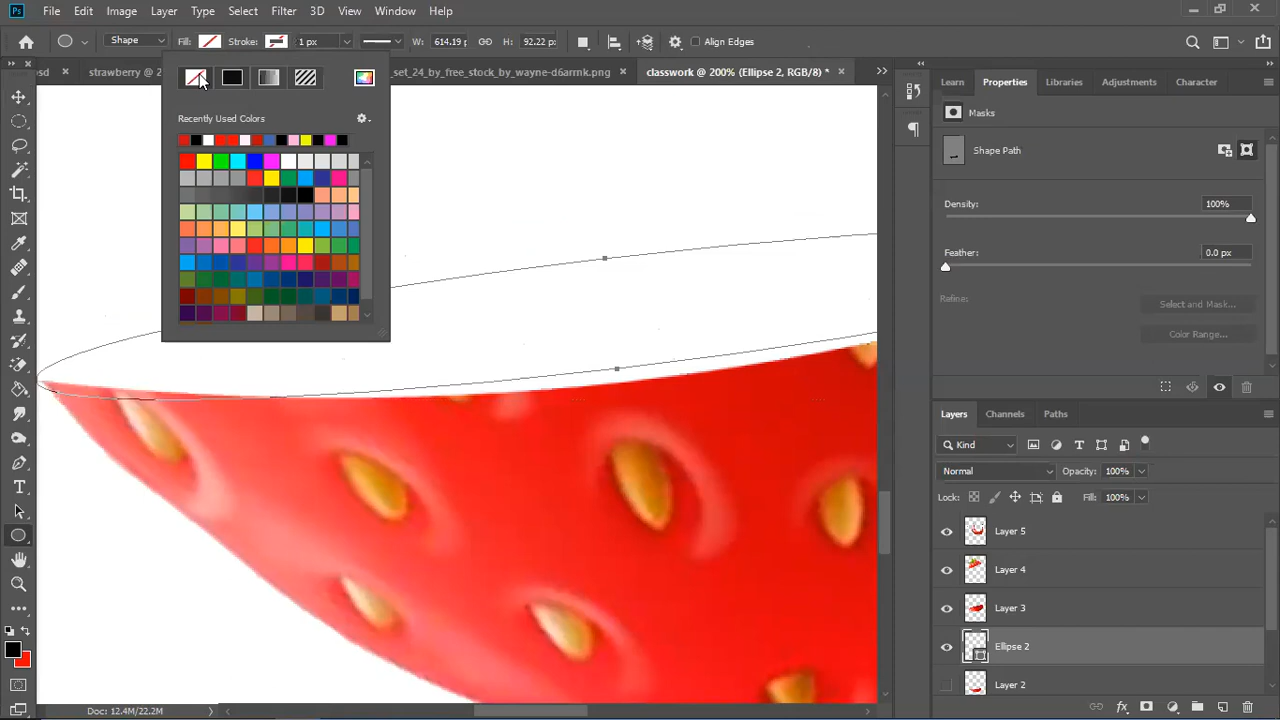 Ps File Edit Image Layer Type Select Filter 3D View Window Help
Shape Fill: Stroke: 1 px W: 614.19 p H: 92.22 px Align Edges
sd × strawberry @ 2 _set_24_by_free_stock_by_wayne-d6arrnk.png × classwork @ 200% (Ellipse 2, RGB/8) * ×
Learn Properties Libraries Adjustments Character
Recently Used Colors
Masks
Shape Path
Density: 100%
Feather: 0.0 px
Refine: Select and Mask...
Color Range...
Layers Channels Paths
Kind
Normal Opacity: 100%
Lock: Fill: 100%
Layer 5
Layer 4
Layer 3
Ellipse 2
Layer 2
Doc: 12.4M/22.2M